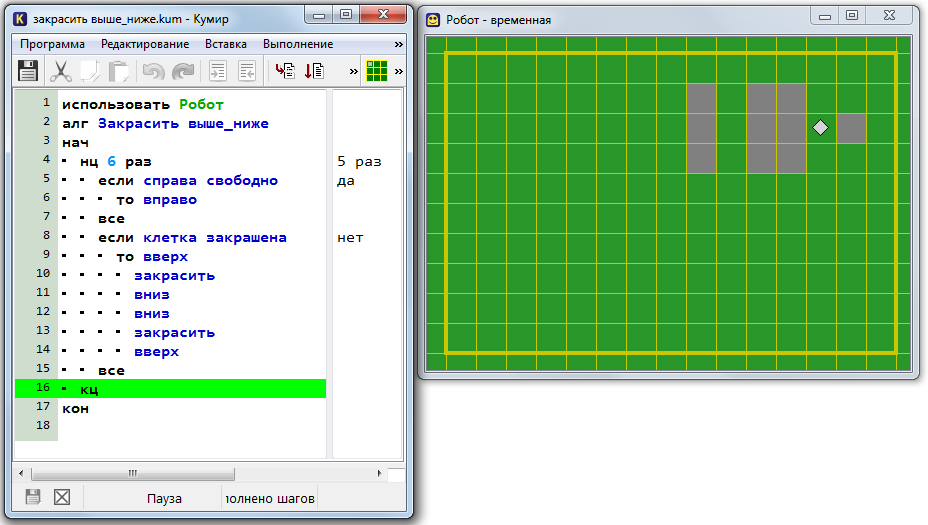 закрасить выше_ниже.kum - Кумир
Программа Редактирование Вставка Выполнение »
» »
1 использовать Робот
2 алг Закрасить выше_ниже
3 нач
4 нц 6 раз 5 раз
5 если справа свободно да
6 то вправо
7 все
8 если клетка закрашена нет
9 то вверх
10 закрасить
11 вниз
12 вниз
13 закрасить
14 вверх
15 все
16 кц
17 кон
18
Пауза олнено шагов
Робот - временная